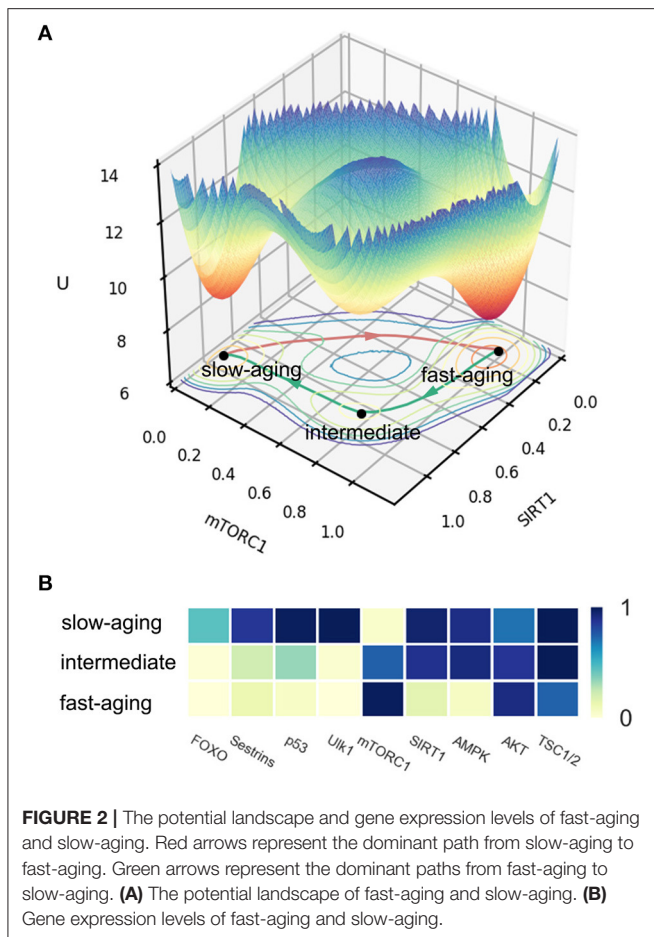 A
14
12
U
10
8
6
slow-aging
fast-aging
intermediate
0.0
0.2
0.4
0.6
0.8
1.0
mTORC1
0.0
0.2
0.4
0.6
0.8
1.0
SIRT1
B
slow-aging
intermediate
fast-aging
1
0
FOXO
Sestrins
p53
Ulk1
mTORC1
SIRT1
AMPK
AKT
TSC1/2
FIGURE 2 | The potential landscape and gene expression levels of fast-aging
and slow-aging. Red arrows represent the dominant path from slow-aging to
fast-aging. Green arrows represent the dominant paths from fast-aging to
slow-aging. (A) The potential landscape of fast-aging and slow-aging. (B)
Gene expression levels of fast-aging and slow-aging.